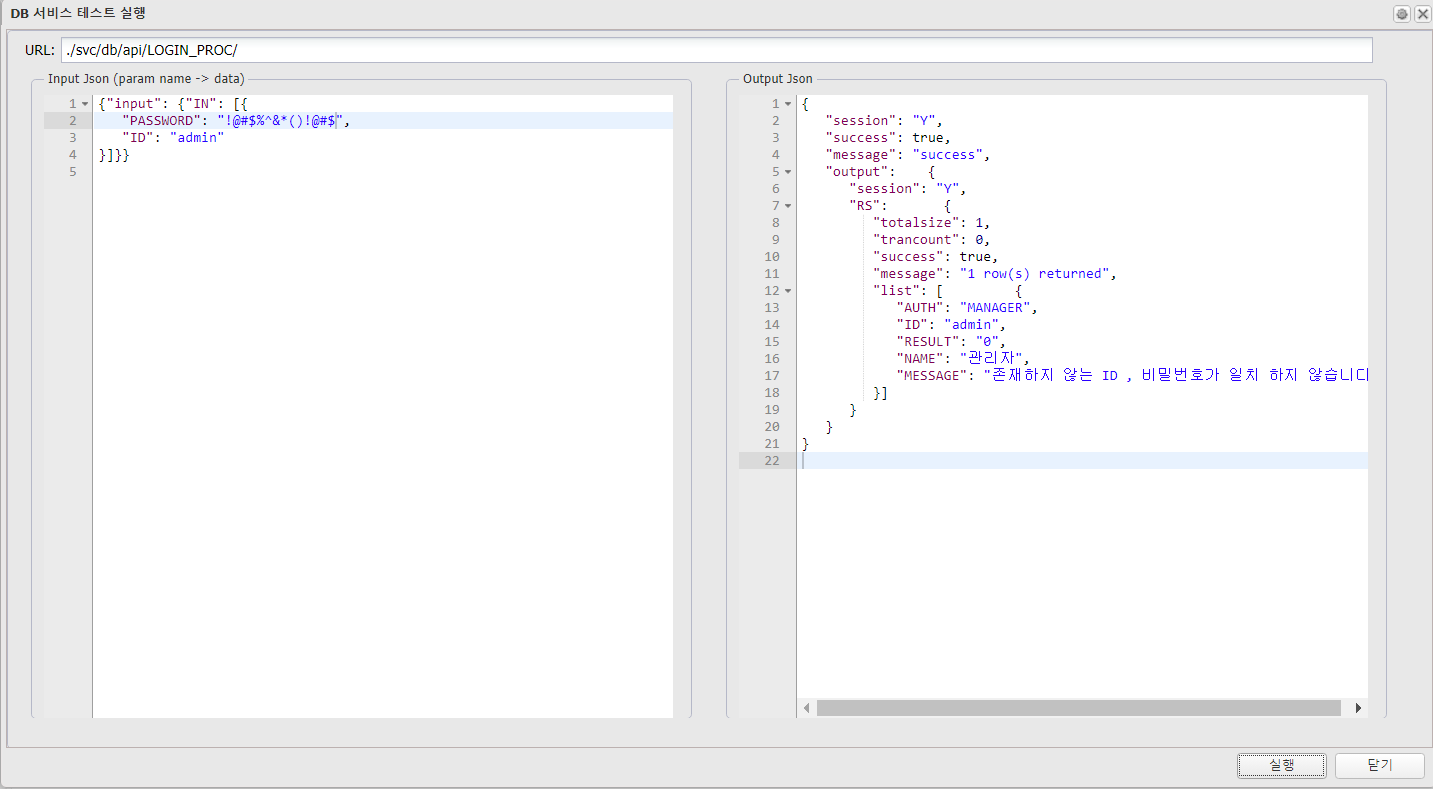 DB 서비스 테스트 실행
URL: ./svc/db/api/LOGIN_PROC/
Input Json (param name -> data)
1 {"input": {"IN": [{
2 "PASSWORD": "!@#$%^&*()!@#$",
3 "ID": "admin"
4 }]}}
5
Output Json
1 {
2 "session": "Y",
3 "success": true,
4 "message": "success",
5 "output": {
6 "session": "Y",
7 "RS": {
8 "totalsize": 1,
9 "trancount": 0,
10 "success": true,
11 "message": "1 row(s) returned",
12 "list": [ {
13 "AUTH": "MANAGER",
14 "ID": "admin",
15 "RESULT": "0",
16 "NAME": "관리자",
17 "MESSAGE": "존재하지 않는 ID , 비밀번호가 일치 하지 않습니다
18 }]
19 }
20 }
21 }
22
실행
닫기